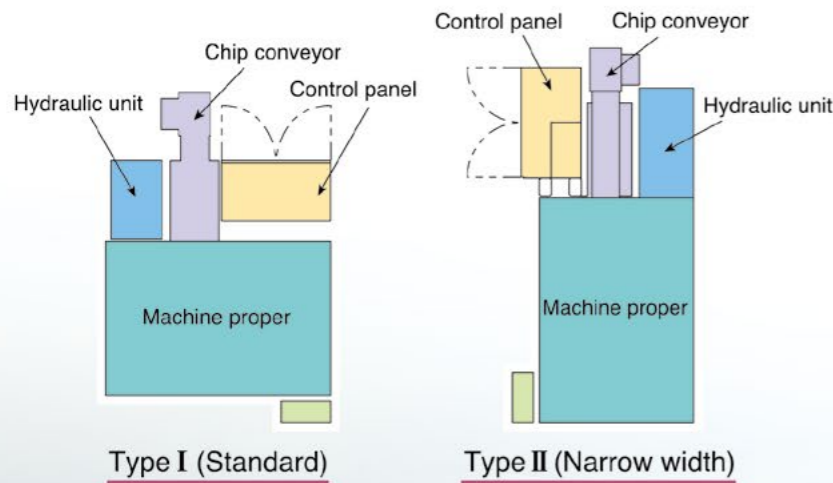 Chip conveyor
Hydraulic unit
Control panel
Machine proper
Type I (Standard)
Control panel
Chip conveyor
Hydraulic unit
Machine proper
Type II (Narrow width)